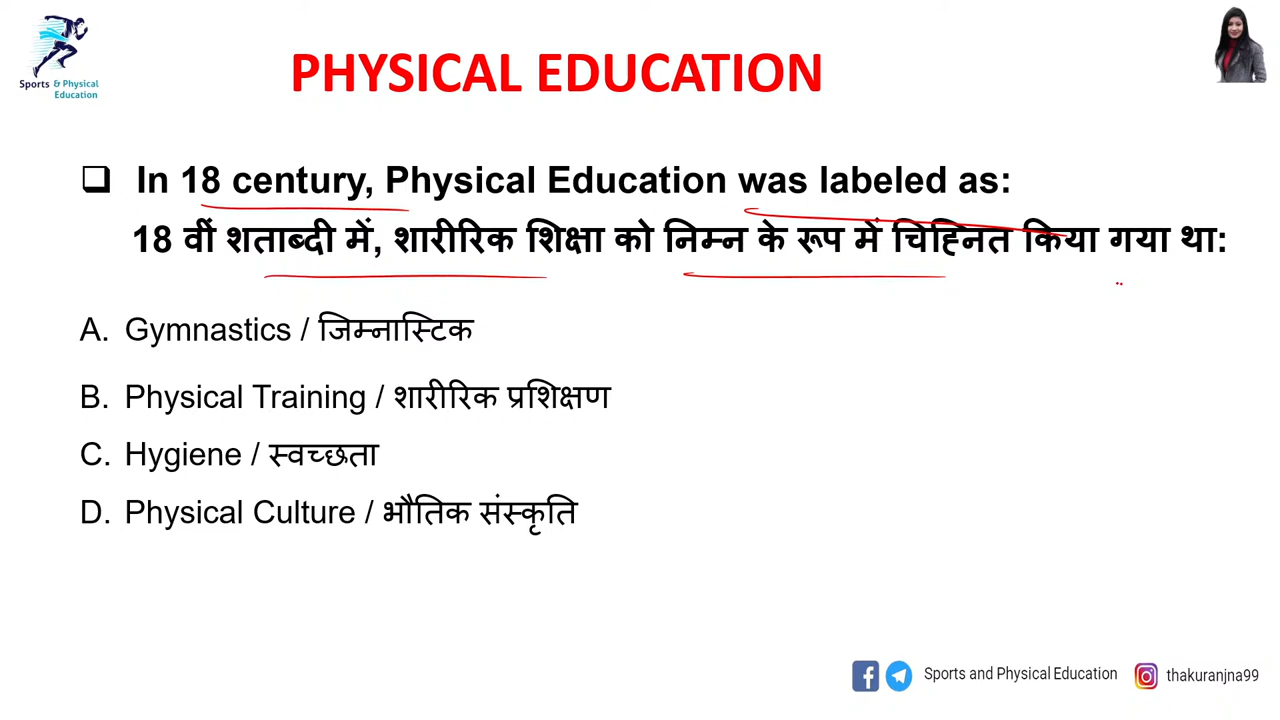 Sports & Physical
Education
PHYSICAL EDUCATION
❑ In 18 century, Physical Education was labeled as:
18 वीं शताब्दी में, शारीरिक शिक्षा को निम्न के रूप में चिह्नित किया गया था:
A. Gymnastics / जिम्नास्टिक
B. Physical Training / शारीरिक प्रशिक्षण
C. Hygiene / स्वच्छता
D. Physical Culture / भौतिक संस्कृति
Sports and Physical Education thakuranjna99